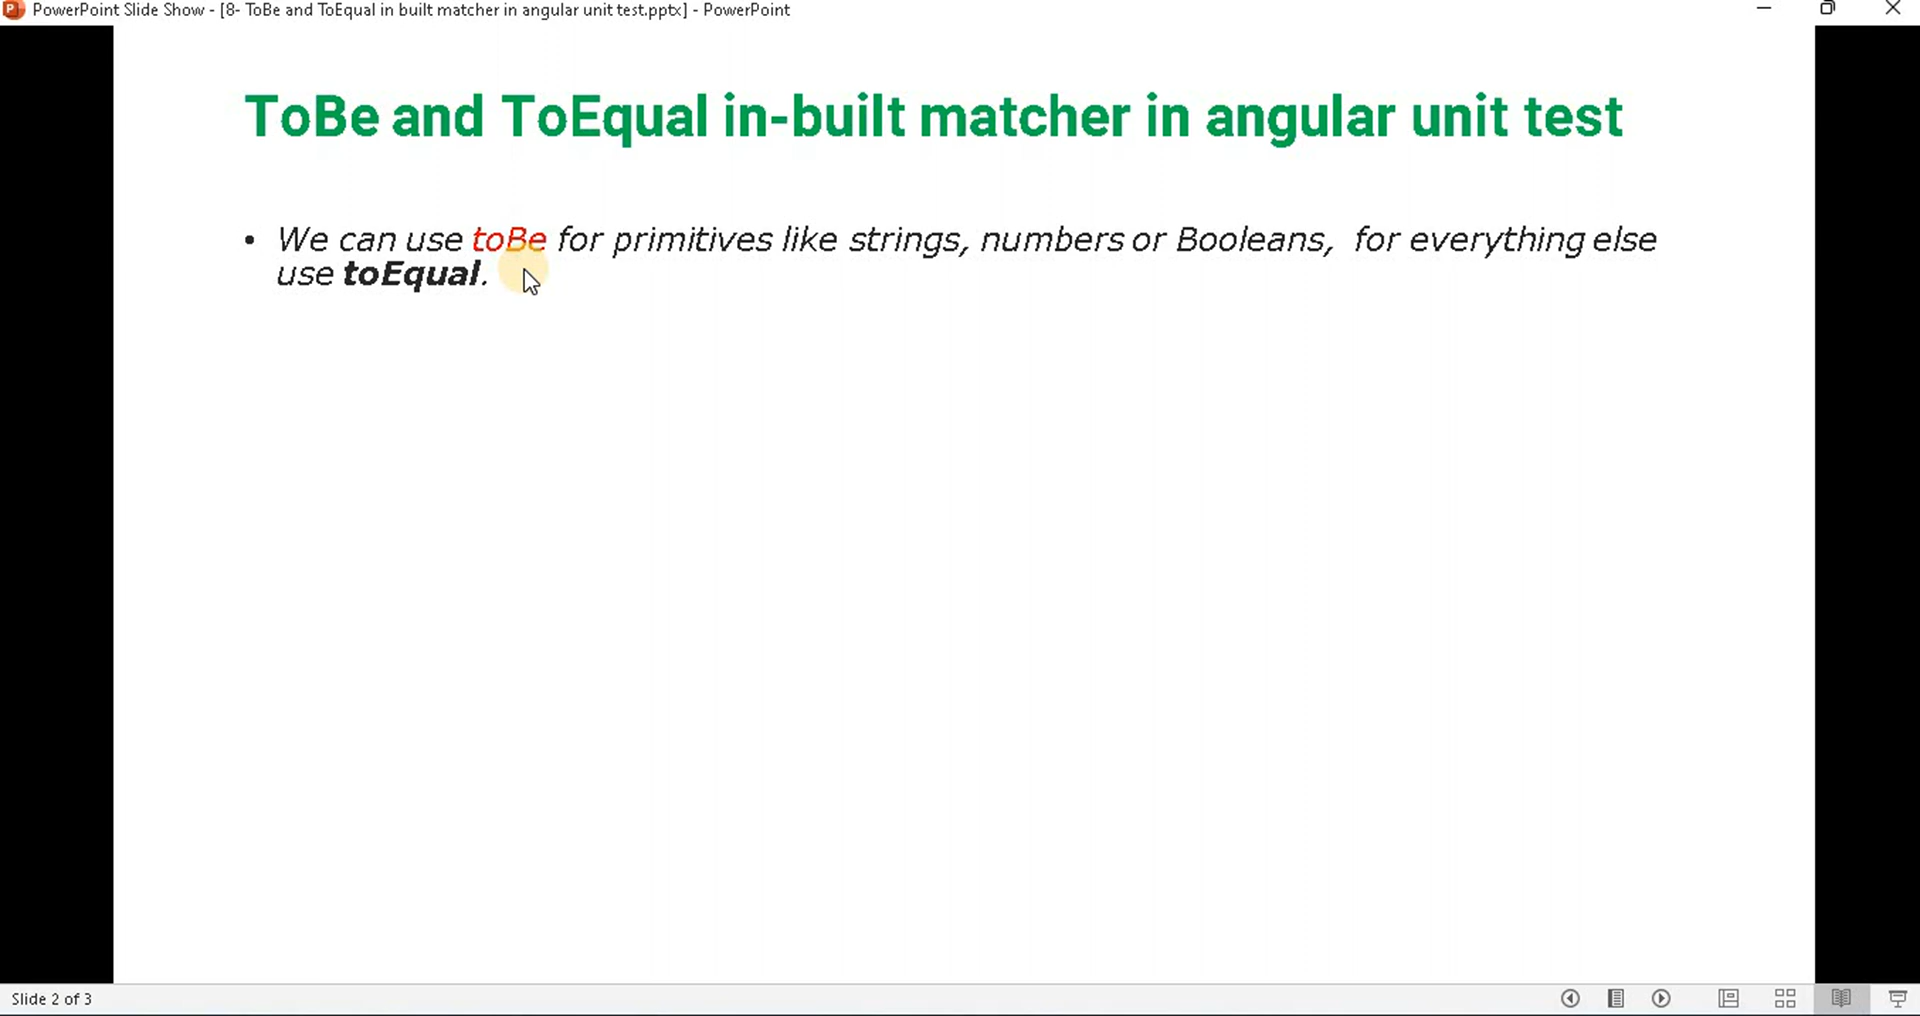 PowerPoint Slide Show - [8- ToBe and ToEqual in built matcher in angular unit test.pptx] - PowerPoint
ToBe and ToEqual in-built matcher in angular unit test
• We can use toBe for primitives like strings, numbers or Booleans, for everything else
use toEqual.
Slide 2 of 3